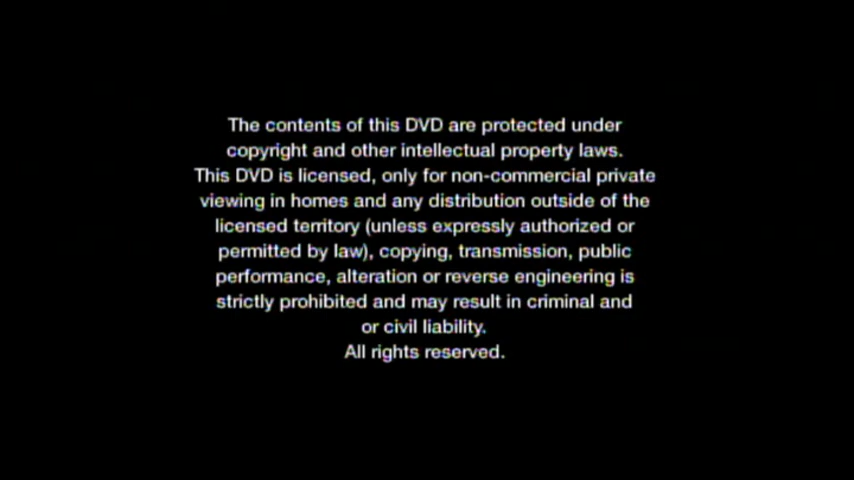 The contents of this DVD are protected under
copyright and other intellectual property laws.
This DVD is licensed, only for non-commercial private
viewing in homes and any distribution outside of the
licensed territory (unless expressly authorized or
permitted by law), copying, transmission, public
performance, alteration or reverse engineering is
strictly prohibited and may result in criminal and
or civil liability.
All rights reserved.